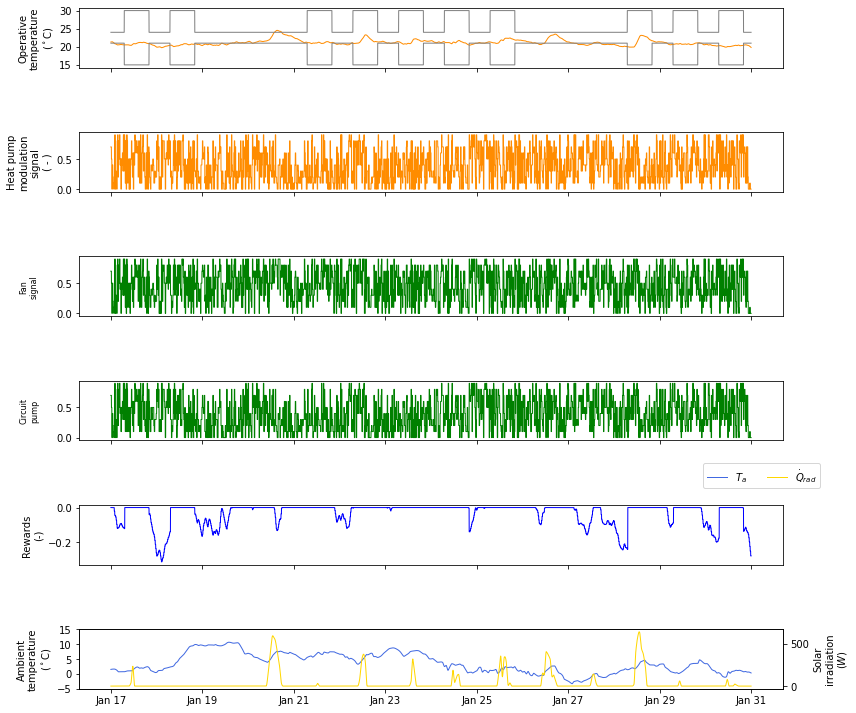 Operative
temperature
(°C)
30
25
20
15
Heat pump
modulation
signal
( - )
0.5
0.0
Fan
signal
0.5
0.0
Circuit
pump
0.5
0.0
T_a
Q̇_rad
Rewards
(-)
0.0
−0.2
Ambient
temperature
(°C)
15
10
5
0
−5
500
0
Solar
irradiation
(W)
Jan 17
Jan 19
Jan 21
Jan 23
Jan 25
Jan 27
Jan 29
Jan 31